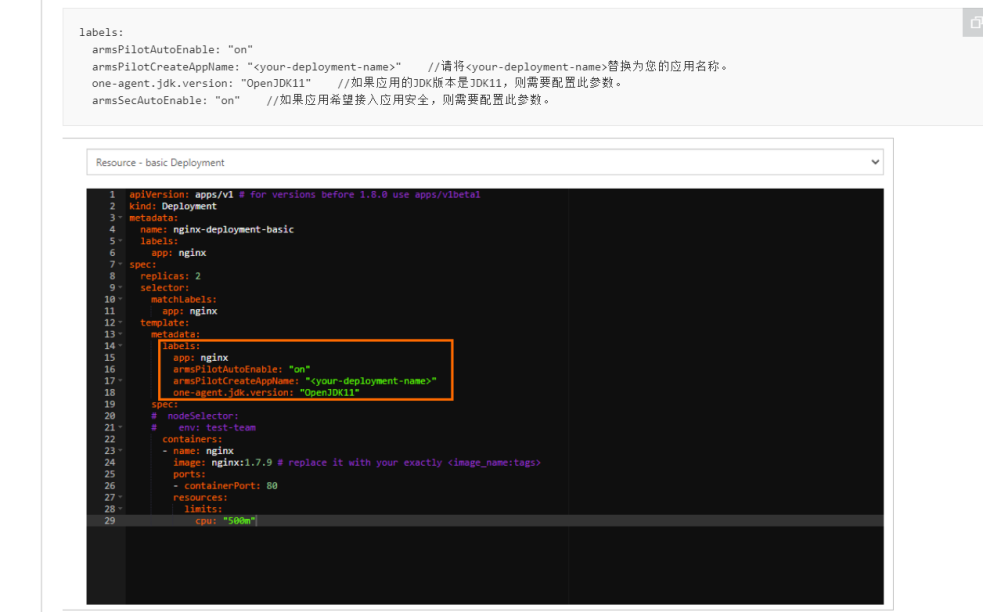 labels:
  armsPilotAutoEnable: "on"
  armsPilotCreateAppName: "<your-deployment-name>"    //请将<your-deployment-name>替换为您的应用名称。
  one-agent.jdk.version: "OpenJDK11"    //如果应用的JDK版本是JDK11，则需要配置此参数。
  armsSecAutoEnable: "on"    //如果应用希望接入应用安全，则需要配置此参数。
Resource - basic Deployment
1 apiVersion: apps/v1 # for versions before 1.8.0 use apps/v1beta1
2 kind: Deployment
3 metadata:
4   name: nginx-deployment-basic
5   labels:
6     app: nginx
7 spec:
8   replicas: 2
9   selector:
10     matchLabels:
11       app: nginx
12   template:
13     metadata:
14       labels:
15         app: nginx
16         armsPilotAutoEnable: "on"
17         armsPilotCreateAppName: "<your-deployment-name>"
18         one-agent.jdk.version: "OpenJDK11"
19     spec:
20     #  nodeSelector:
21     #    env: test-team
22       containers:
23       - name: nginx
24         image: nginx:1.7.9 # replace it with your exactly <image_name:tags>
25         ports:
26         - containerPort: 80
27         resources:
28           limits:
29             cpu: "500m"